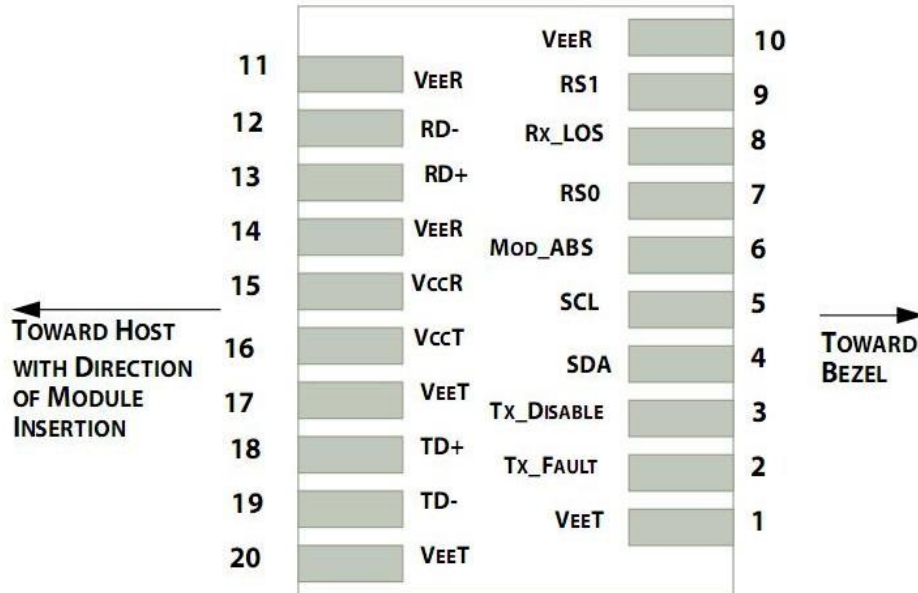 11 VEER
12 RD-
13 RD+
14 VEER
15 VCCR
16 VCCT
17 VEET
18 TD+
19 TD-
20 VEET
VEER 10
RS1 9
RX_LOS 8
RS0 7
MOD_ABS 6
SCL 5
SDA 4
TX_DISABLE 3
TX_FAULT 2
VEET 1
TOWARD HOST
WITH DIRECTION
OF MODULE
INSERTION
TOWARD
BEZEL